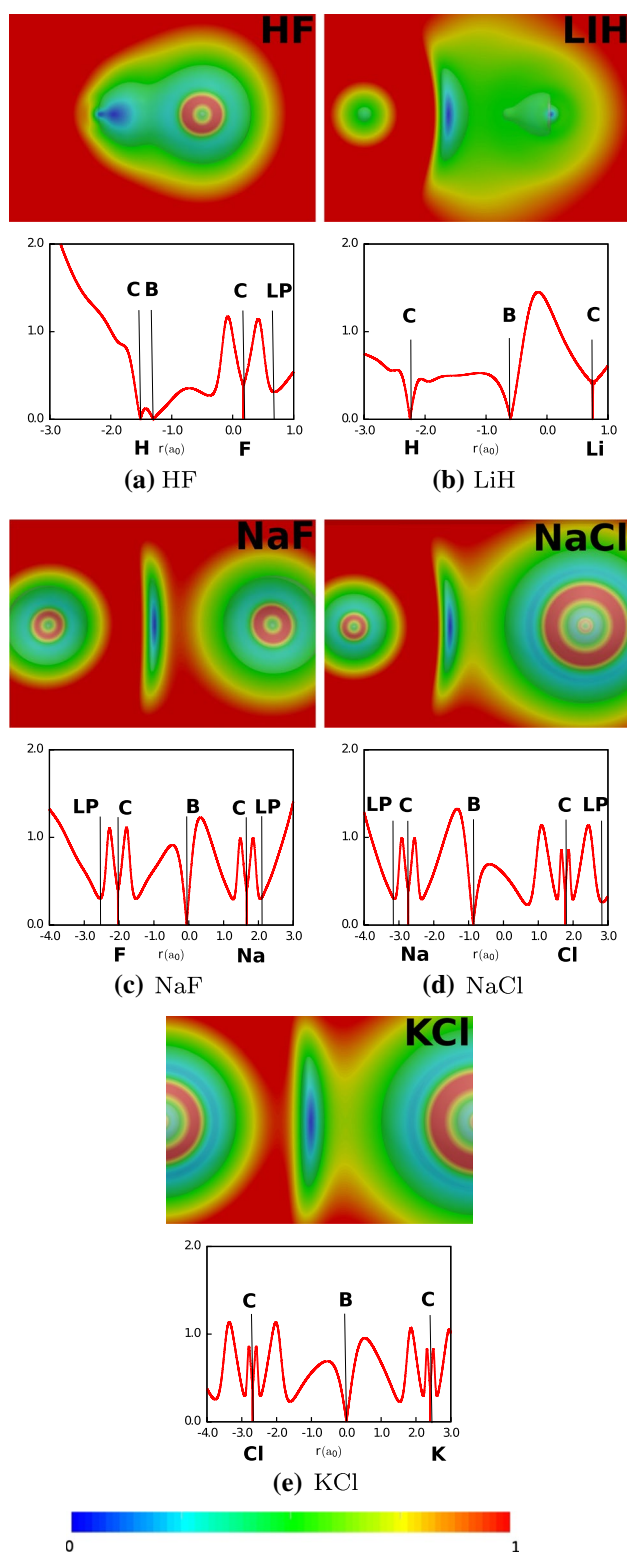 HF LIH
2.0 2.0
C B C LP C B C
1.0 1.0
0.0 0.0
-3.0 -2.0 -1.0 0.0 1.0 -3.0 -2.0 -1.0 0.0 1.0
H r(a0) F H r(a0) Li
(a) HF (b) LiH
NaF NaCl
2.0 2.0
LP C B C LP LP C B C LP
1.0 1.0
0.0 0.0
-4.0 -3.0 -2.0 -1.0 0.0 1.0 2.0 3.0 -4.0 -3.0 -2.0 -1.0 0.0 1.0 2.0 3.0
F r(a0) Na Na r(a0) Cl
(c) NaF (d) NaCl
KCl
2.0
C B C
1.0
0.0
-4.0 -3.0 -2.0 -1.0 0.0 1.0 2.0 3.0
Cl r(a0) K
(e) KCl
0 1